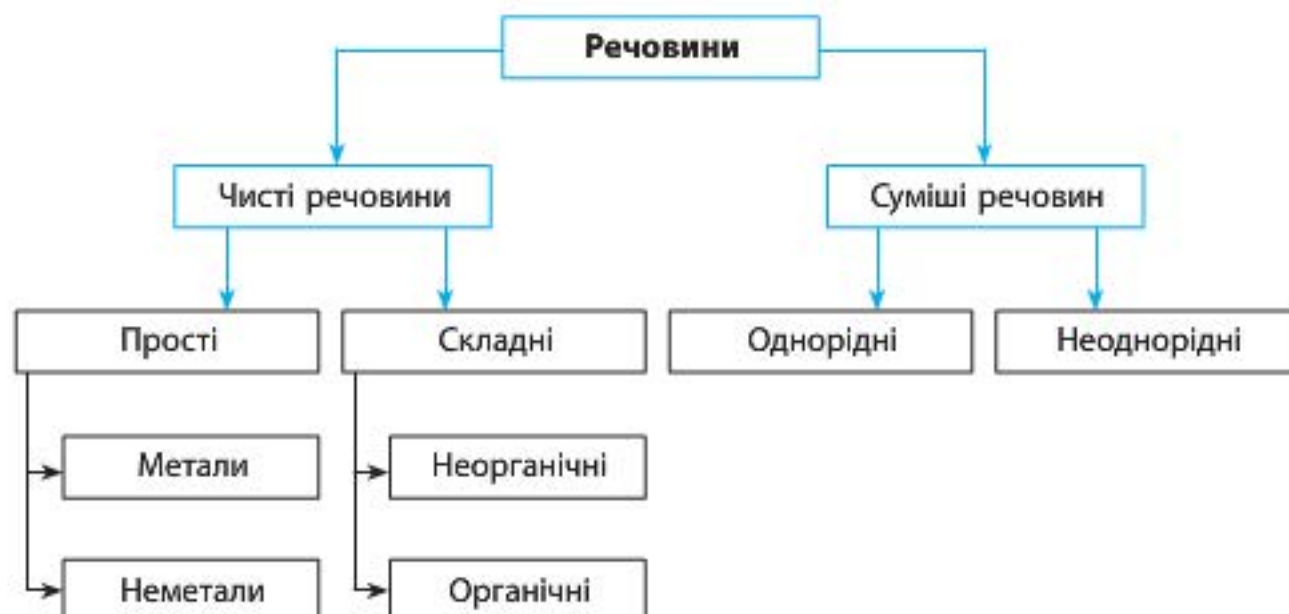 Речовини
Чисті речовини
Суміші речовин
Прості
Складні
Однорідні
Неоднорідні
Метали
Неорганічні
Неметали
Органічні